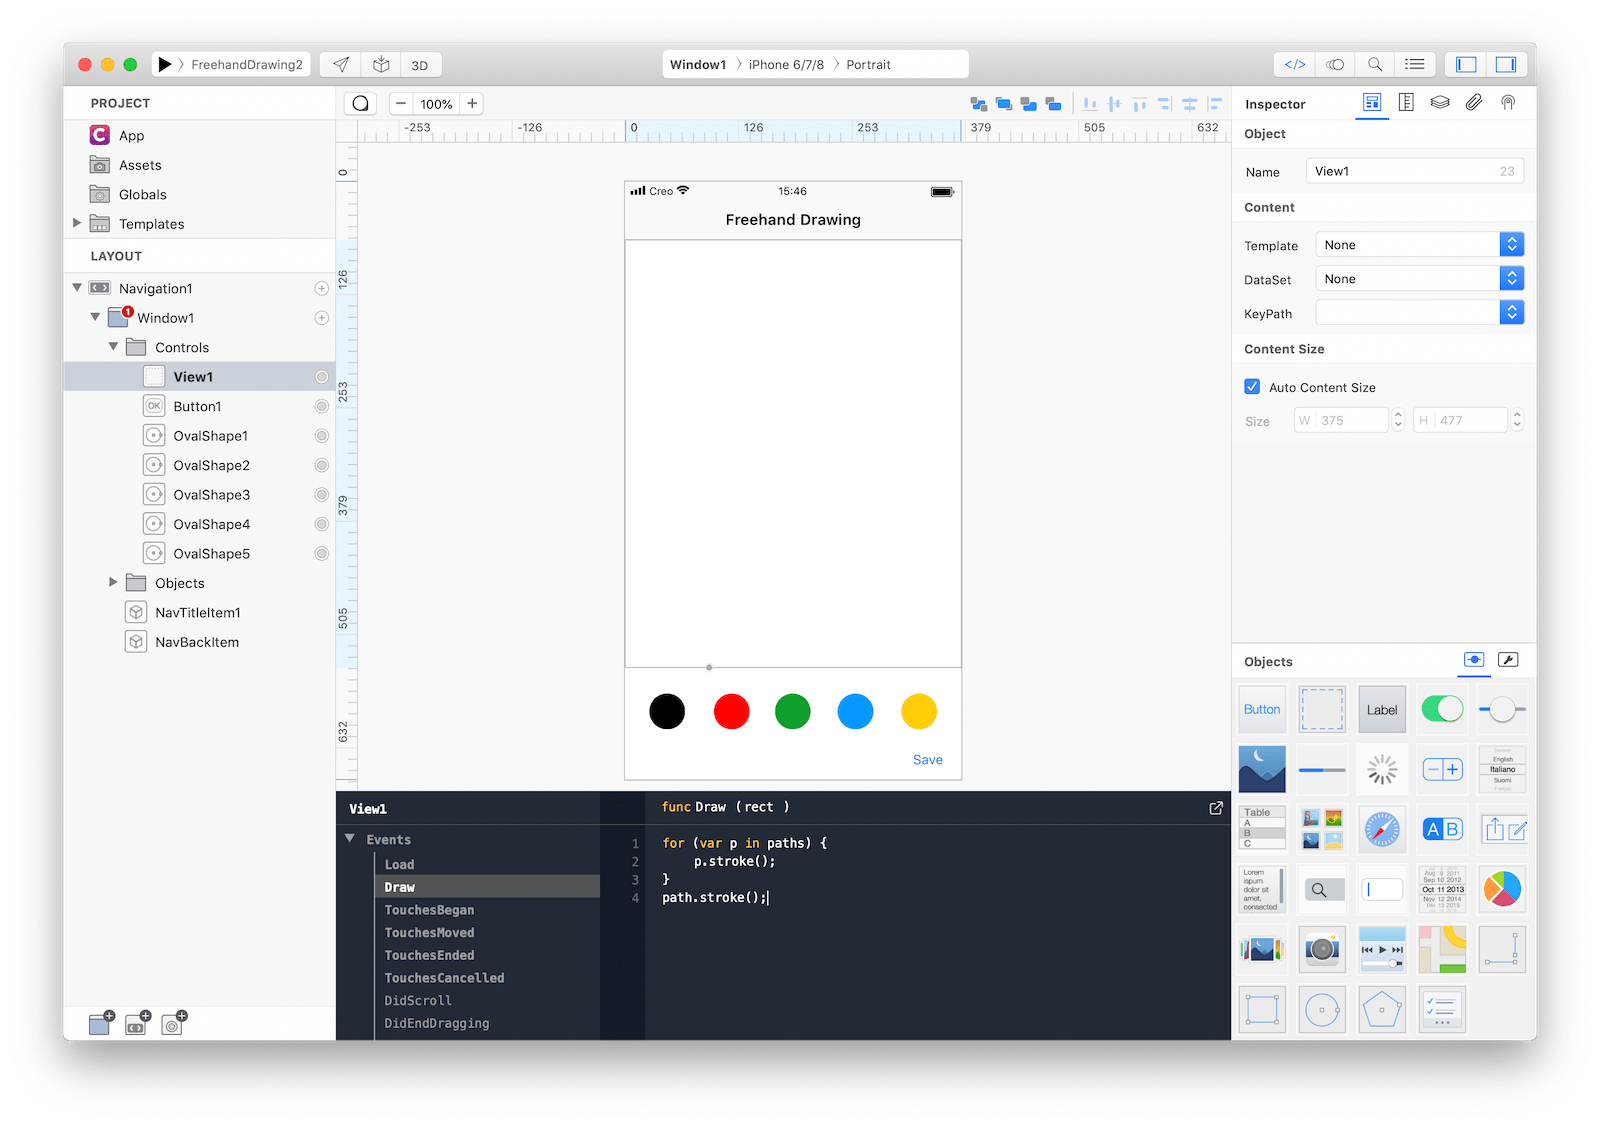 FreehandDrawing2
3D
Window1 iPhone 6/7/8 Portrait
</>
PROJECT
App
Assets
Globals
Templates
LAYOUT
Navigation1
1
Window1
Controls
View1
OK
Button1
OvalShape1
OvalShape2
OvalShape3
OvalShape4
OvalShape5
Objects
NavTitleItem1
NavBackItem
− 100% +
-253 -126 0 126 253 379 505 632
0
126
253
379
505
632
Creo 15:46
Freehand Drawing
Save
View1
Events
Load
Draw
TouchesBegan
TouchesMoved
TouchesEnded
TouchesCancelled
DidScroll
DidEndDragging
func Draw (rect )
1 for (var p in paths) {
2 p.stroke();
3 }
4 path.stroke();
Inspector
Object
Name View1 23
Content
Template None
DataSet None
KeyPath
Content Size
Auto Content Size
Size W 375 H 477
Objects
Button
Label
English
Italiano
Suomi
Table
A
B
C
A B
Lorem
ipsum
dolor sit
amet,
consected
Aug 9 2011
Sep 10 2012
Oct 11 2013
Nov 12 2014
Dec 13 2015